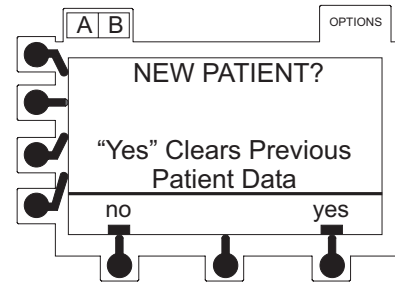 A B
OPTIONS
NEW PATIENT?
“Yes” Clears Previous
Patient Data
no yes